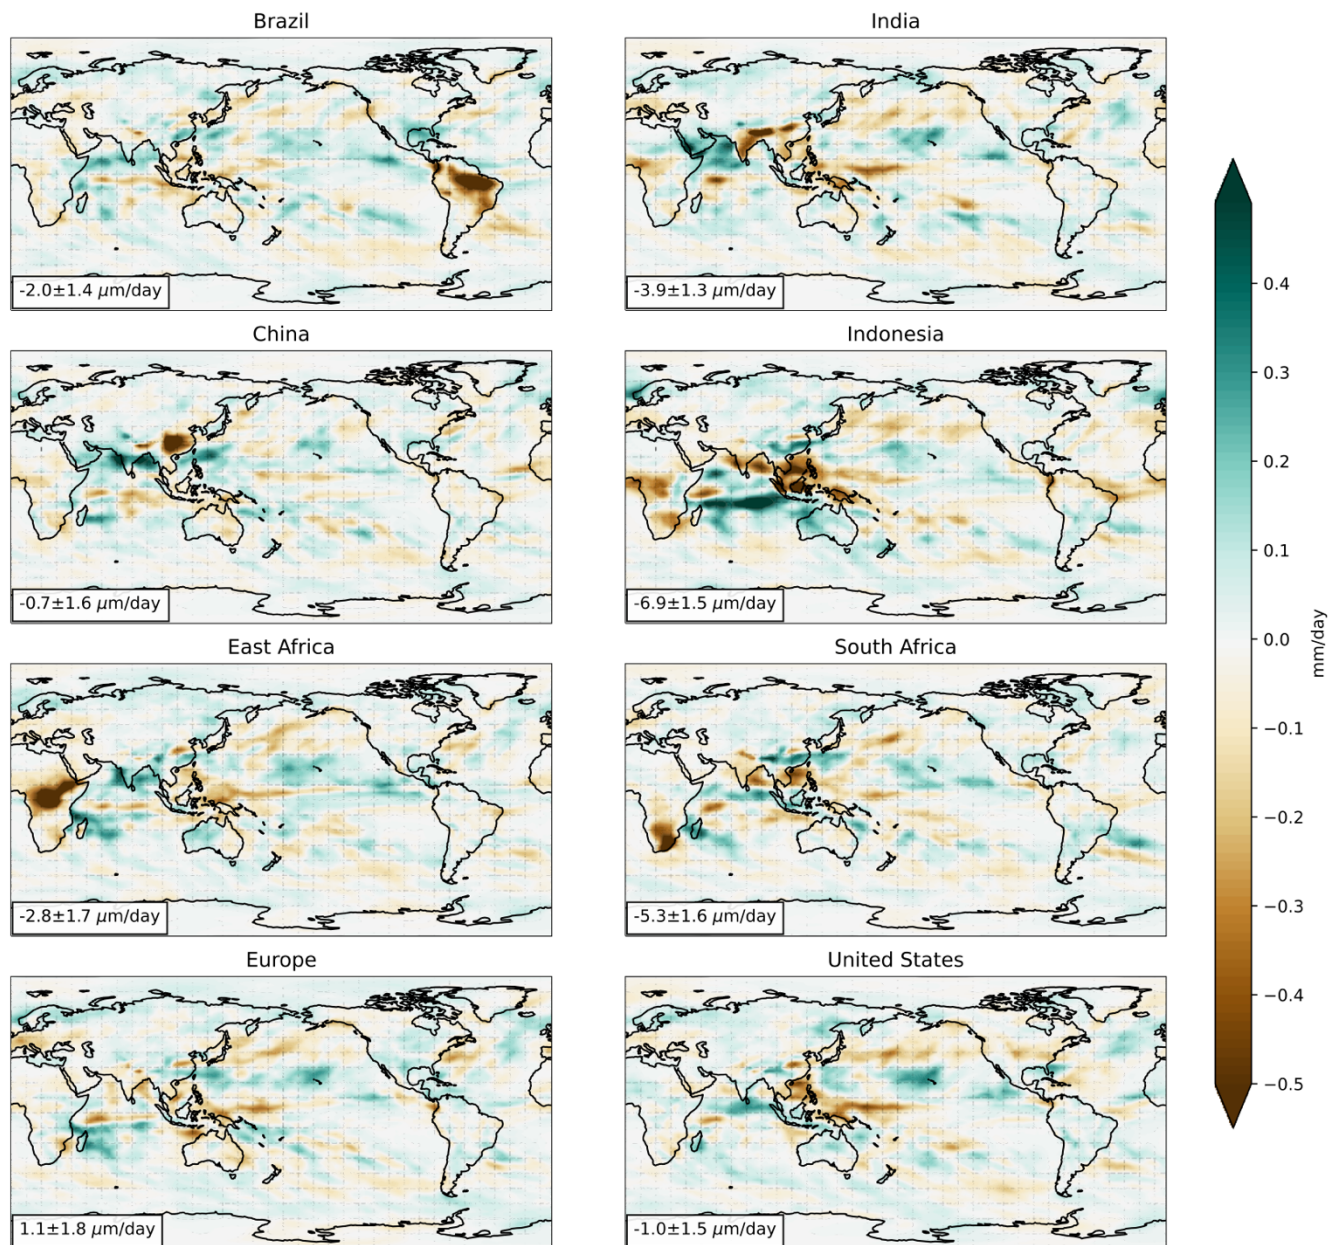 Brazil
India
-2.0±1.4 μm/day
-3.9±1.3 μm/day
China
Indonesia
-0.7±1.6 μm/day
-6.9±1.5 μm/day
East Africa
South Africa
-2.8±1.7 μm/day
-5.3±1.6 μm/day
Europe
United States
1.1±1.8 μm/day
-1.0±1.5 μm/day
0.4
0.3
0.2
0.1
0.0
−0.1
−0.2
−0.3
−0.4
−0.5
mm/day